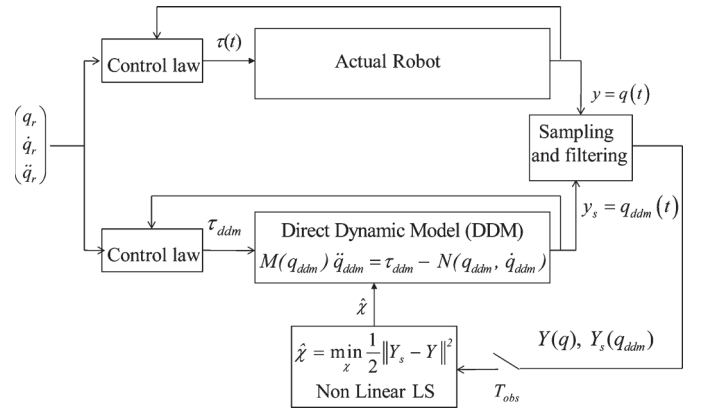 τ(t)
Control law
Actual Robot
y = q(t)
q_r
q̇_r
q̈_r
Sampling
and filtering
τ_ddm
y_s = q_ddm (t)
Control law
Direct Dynamic Model (DDM)
M(q_ddm) q̈_ddm = τ_ddm − N(q_ddm, q̇_ddm)
χ̂
χ̂ = min_χ 1/2 ‖Y_s − Y‖²
Non Linear LS
Y(q), Y_s(q_ddm)
T_obs